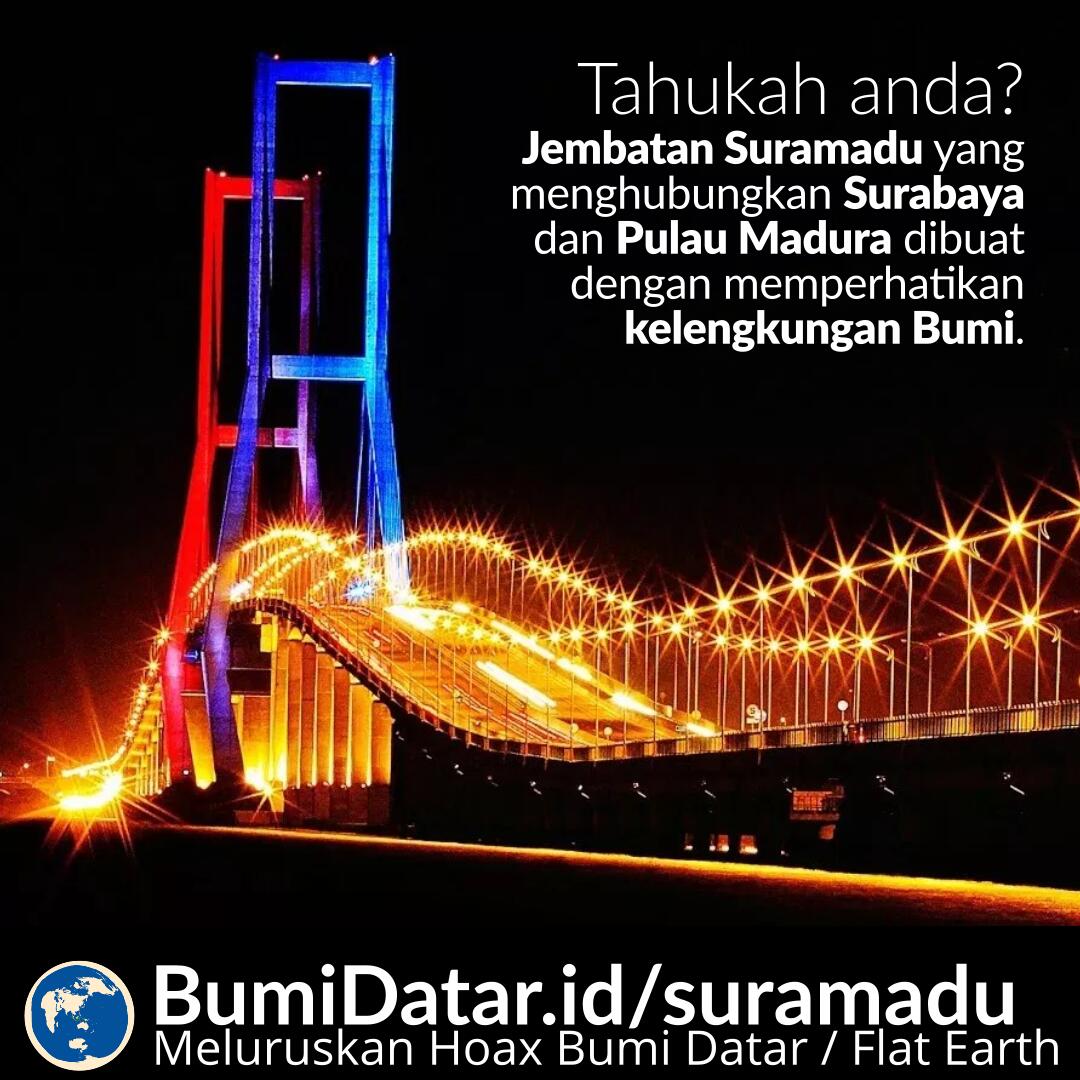 Tahukah anda?
Jembatan Suramadu yang
menghubungkan Surabaya
dan Pulau Madura dibuat
dengan memperhatikan
kelengkungan Bumi.
BumiDatar.id/suramadu
Meluruskan Hoax Bumi Datar / Flat Earth